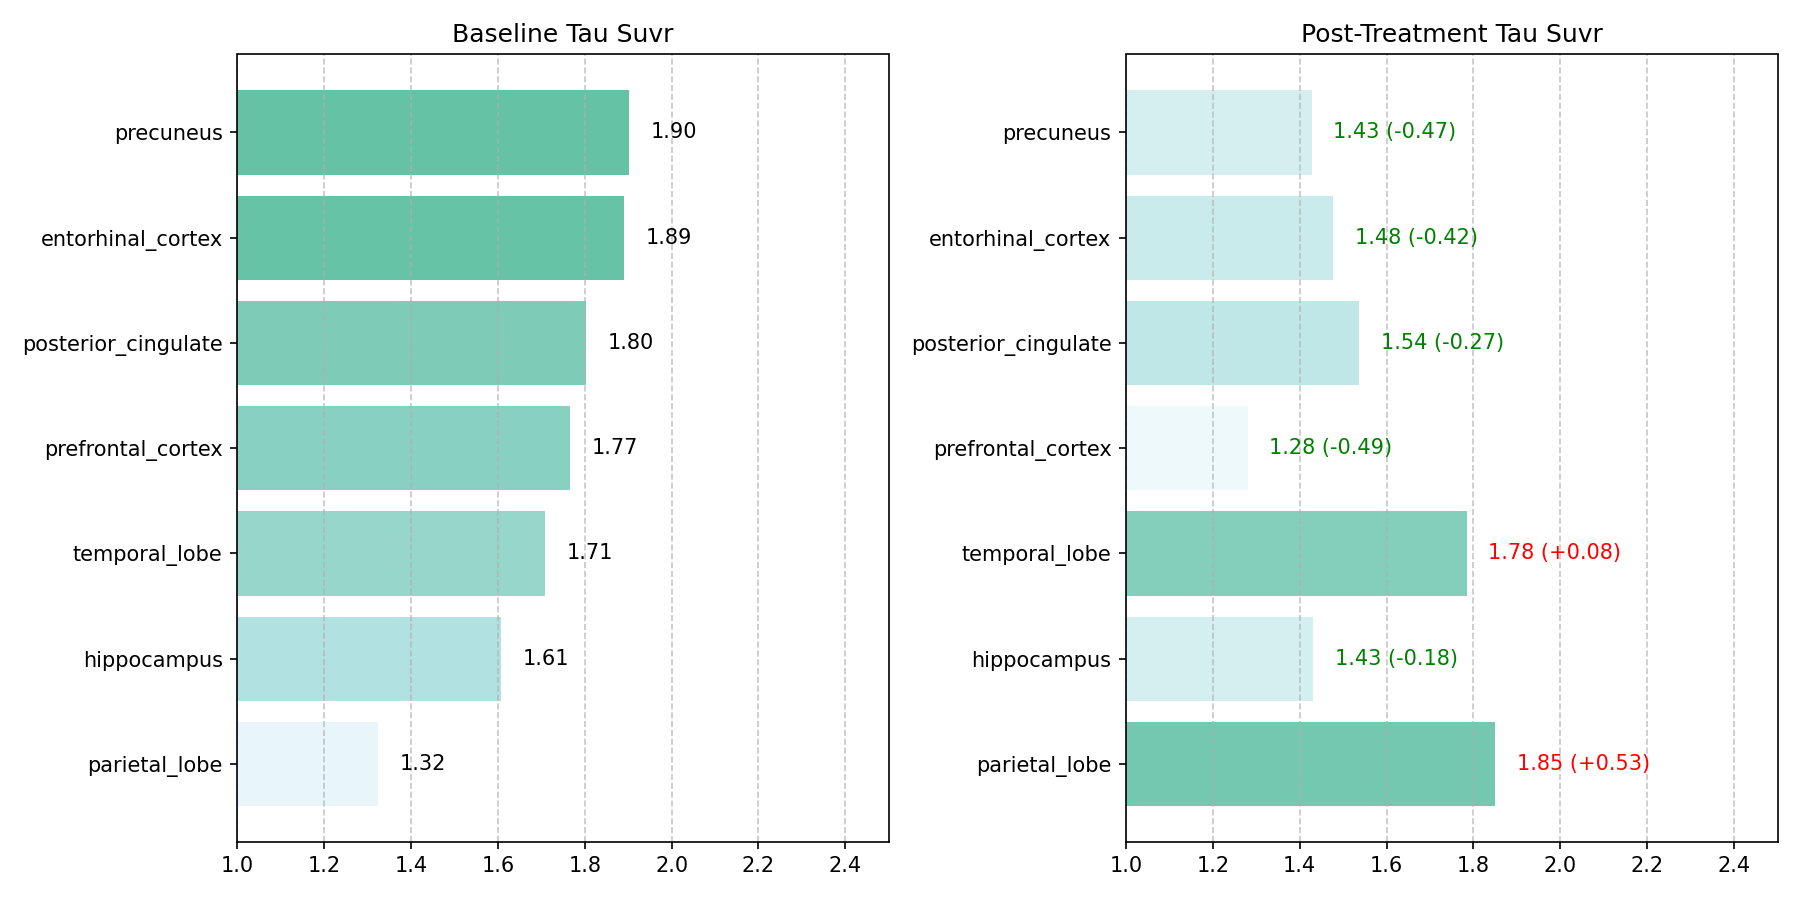 Baseline Tau Suvr
precuneus 1.90
entorhinal_cortex 1.89
posterior_cingulate 1.80
prefrontal_cortex 1.77
temporal_lobe 1.71
hippocampus 1.61
parietal_lobe 1.32
1.0 1.2 1.4 1.6 1.8 2.0 2.2 2.4
Post-Treatment Tau Suvr
precuneus 1.43 (-0.47)
entorhinal_cortex 1.48 (-0.42)
posterior_cingulate 1.54 (-0.27)
prefrontal_cortex 1.28 (-0.49)
temporal_lobe 1.78 (+0.08)
hippocampus 1.43 (-0.18)
parietal_lobe 1.85 (+0.53)
1.0 1.2 1.4 1.6 1.8 2.0 2.2 2.4